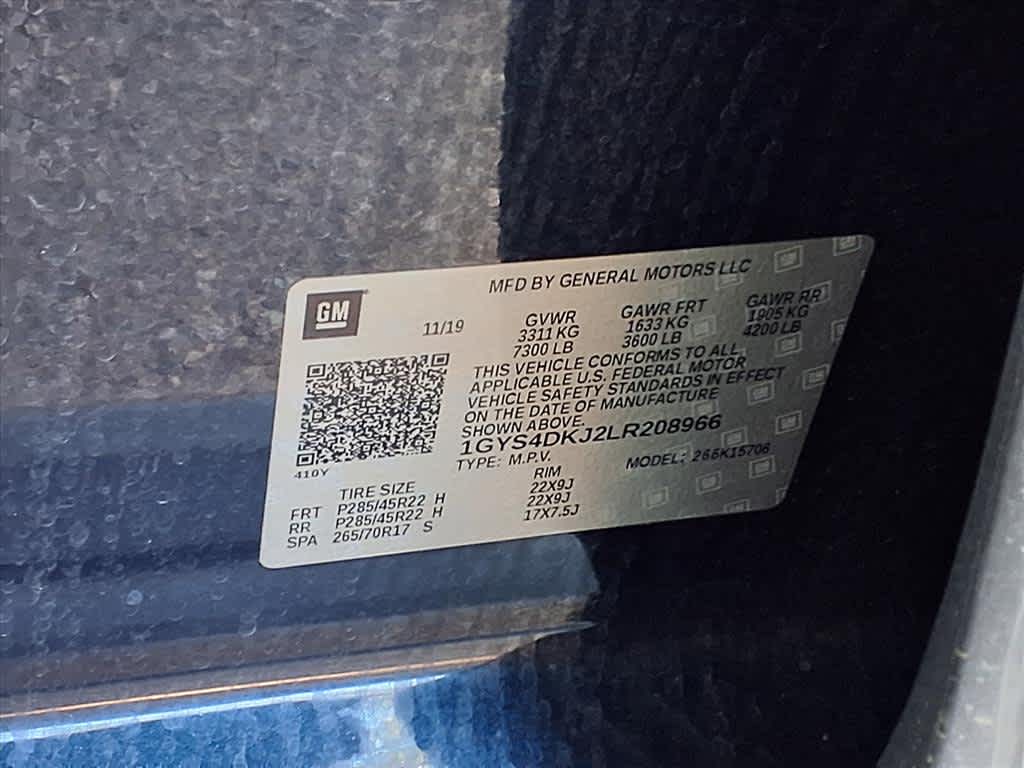 MFD BY GENERAL MOTORS LLC
GM
11/19
GVWR GAWR FRT GAWR RR
3311 KG 1633 KG 1905 KG
7300 LB 3600 LB 4200 LB
THIS VEHICLE CONFORMS TO ALL
APPLICABLE U.S. FEDERAL MOTOR
VEHICLE SAFETY STANDARDS IN EFFECT
ON THE DATE OF MANUFACTURE
SHOWN ABOVE.
1GYS4DKJ2LR208966
410Y
TYPE: M.P.V. MODEL: 266K15706
TIRE SIZE RIM
FRT P285/45R22 H 22X9J
RR P285/45R22 H 22X9J
SPA 265/70R17 S 17X7.5J